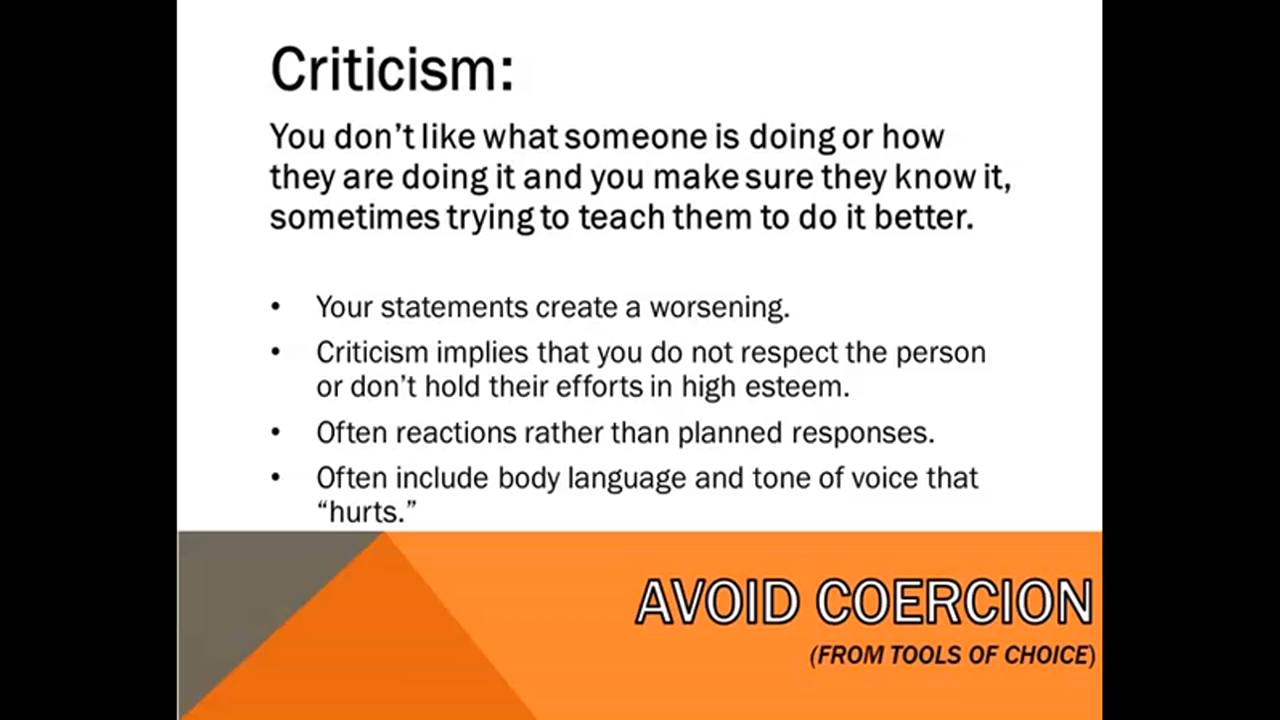 Criticism:
You don’t like what someone is doing or how
they are doing it and you make sure they know it,
sometimes trying to teach them to do it better.
• Your statements create a worsening.
• Criticism implies that you do not respect the person
or don’t hold their efforts in high esteem.
• Often reactions rather than planned responses.
• Often include body language and tone of voice that
“hurts.”
AVOID COERCION
(FROM TOOLS OF CHOICE)